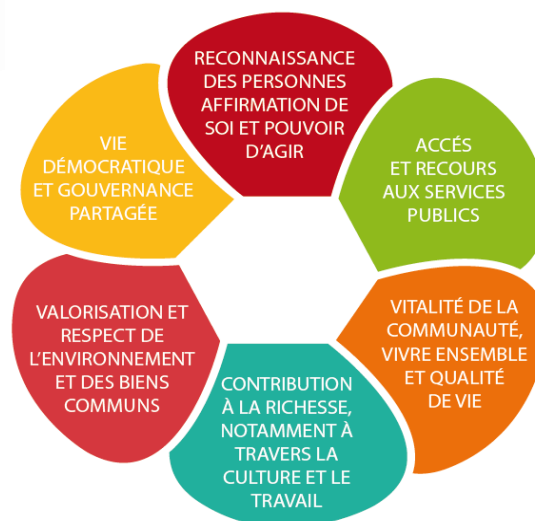 RECONNAISSANCE
DES PERSONNES
AFFIRMATION DE
SOI ET POUVOIR
D'AGIR
ACCÉS
ET RECOURS
AUX SERVICES
PUBLICS
VITALITÉ DE LA
COMMUNAUTÉ,
VIVRE ENSEMBLE
ET QUALITÉ
DE VIE
CONTRIBUTION
À LA RICHESSE,
NOTAMMENT À
TRAVERS LA
CULTURE ET LE
TRAVAIL
VALORISATION ET
RESPECT DE
L'ENVIRONNEMENT
ET DES BIENS
COMMUNS
VIE
DÉMOCRATIQUE
ET GOUVERNANCE
PARTAGÉE